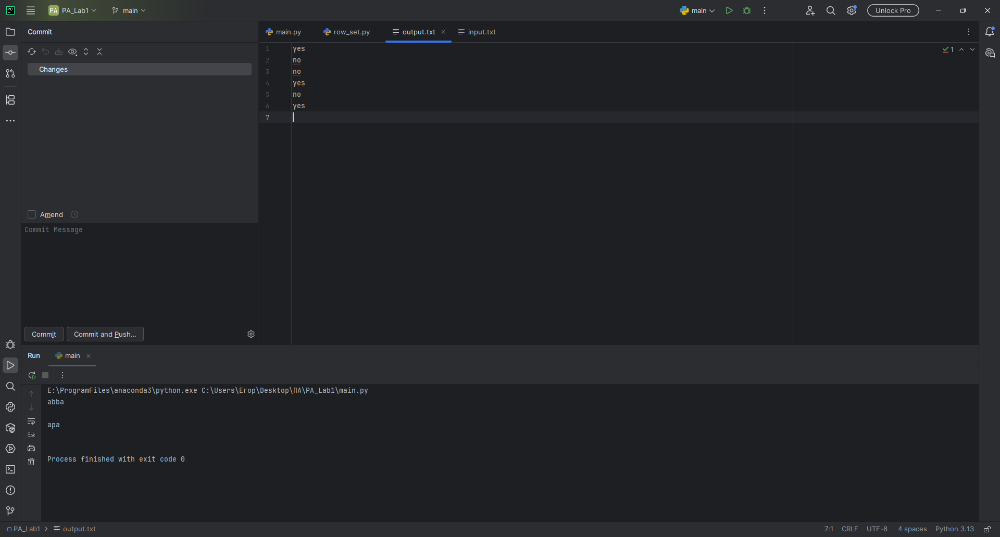 PC
PA PA_Lab1
main
main
Unlock Pro
Commit
Changes
Amend
Commit Message
Commit
Commit and Push...
main.py
row_set.py
output.txt
input.txt
1 yes
2 no
3 no
4 yes
5 no
6 yes
7
1
Run
main
E:\ProgramFiles\anaconda3\python.exe C:\Users\Егор\Desktop\ПА\PA_Lab1\main.py
abba
apa
Process finished with exit code 0
PA_Lab1
output.txt
7:1
CRLF
UTF-8
4 spaces
Python 3.13